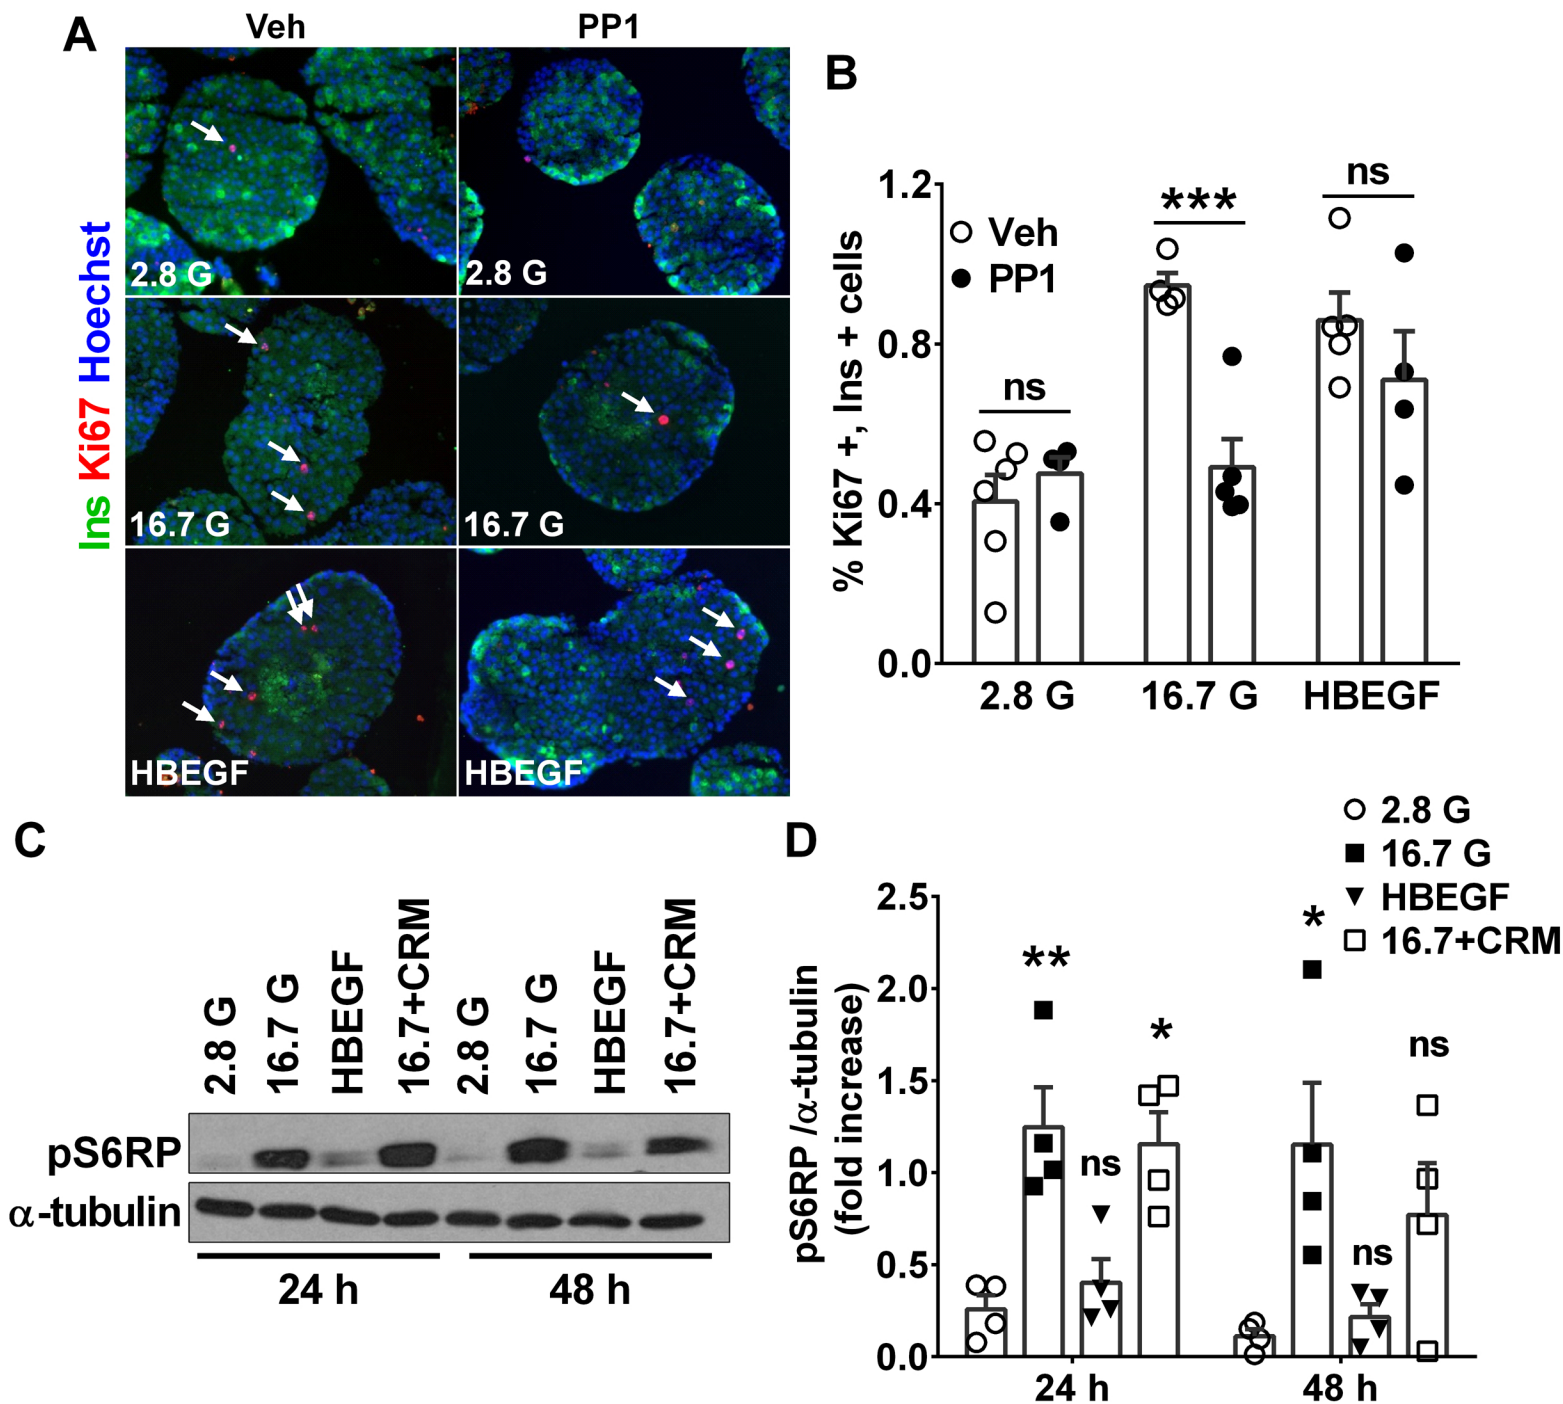 A
Veh
PP1
Ins Ki67 Hoechst
2.8 G
2.8 G
16.7 G
16.7 G
HBEGF
HBEGF
B
% Ki67 +, Ins + cells
1.2
0.8
0.4
0.0
Veh
PP1
ns
***
ns
2.8 G
16.7 G
HBEGF
C
2.8 G
16.7 G
HBEGF
16.7+CRM
2.8 G
16.7 G
HBEGF
16.7+CRM
pS6RP
α-tubulin
24 h
48 h
D
2.8 G
16.7 G
HBEGF
16.7+CRM
pS6RP /α-tubulin
(fold increase)
2.5
2.0
1.5
1.0
0.5
0.0
**
ns
*
*
ns
ns
24 h
48 h